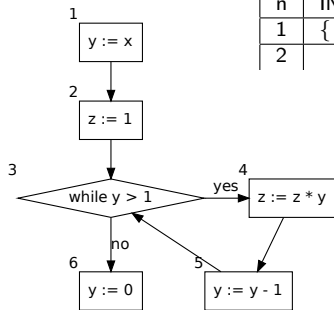 n
1 {
2
1
y := x
2
z := 1
3
while y > 1
yes
4
z := z * y
no
5
6
y := 0
y := y - 1